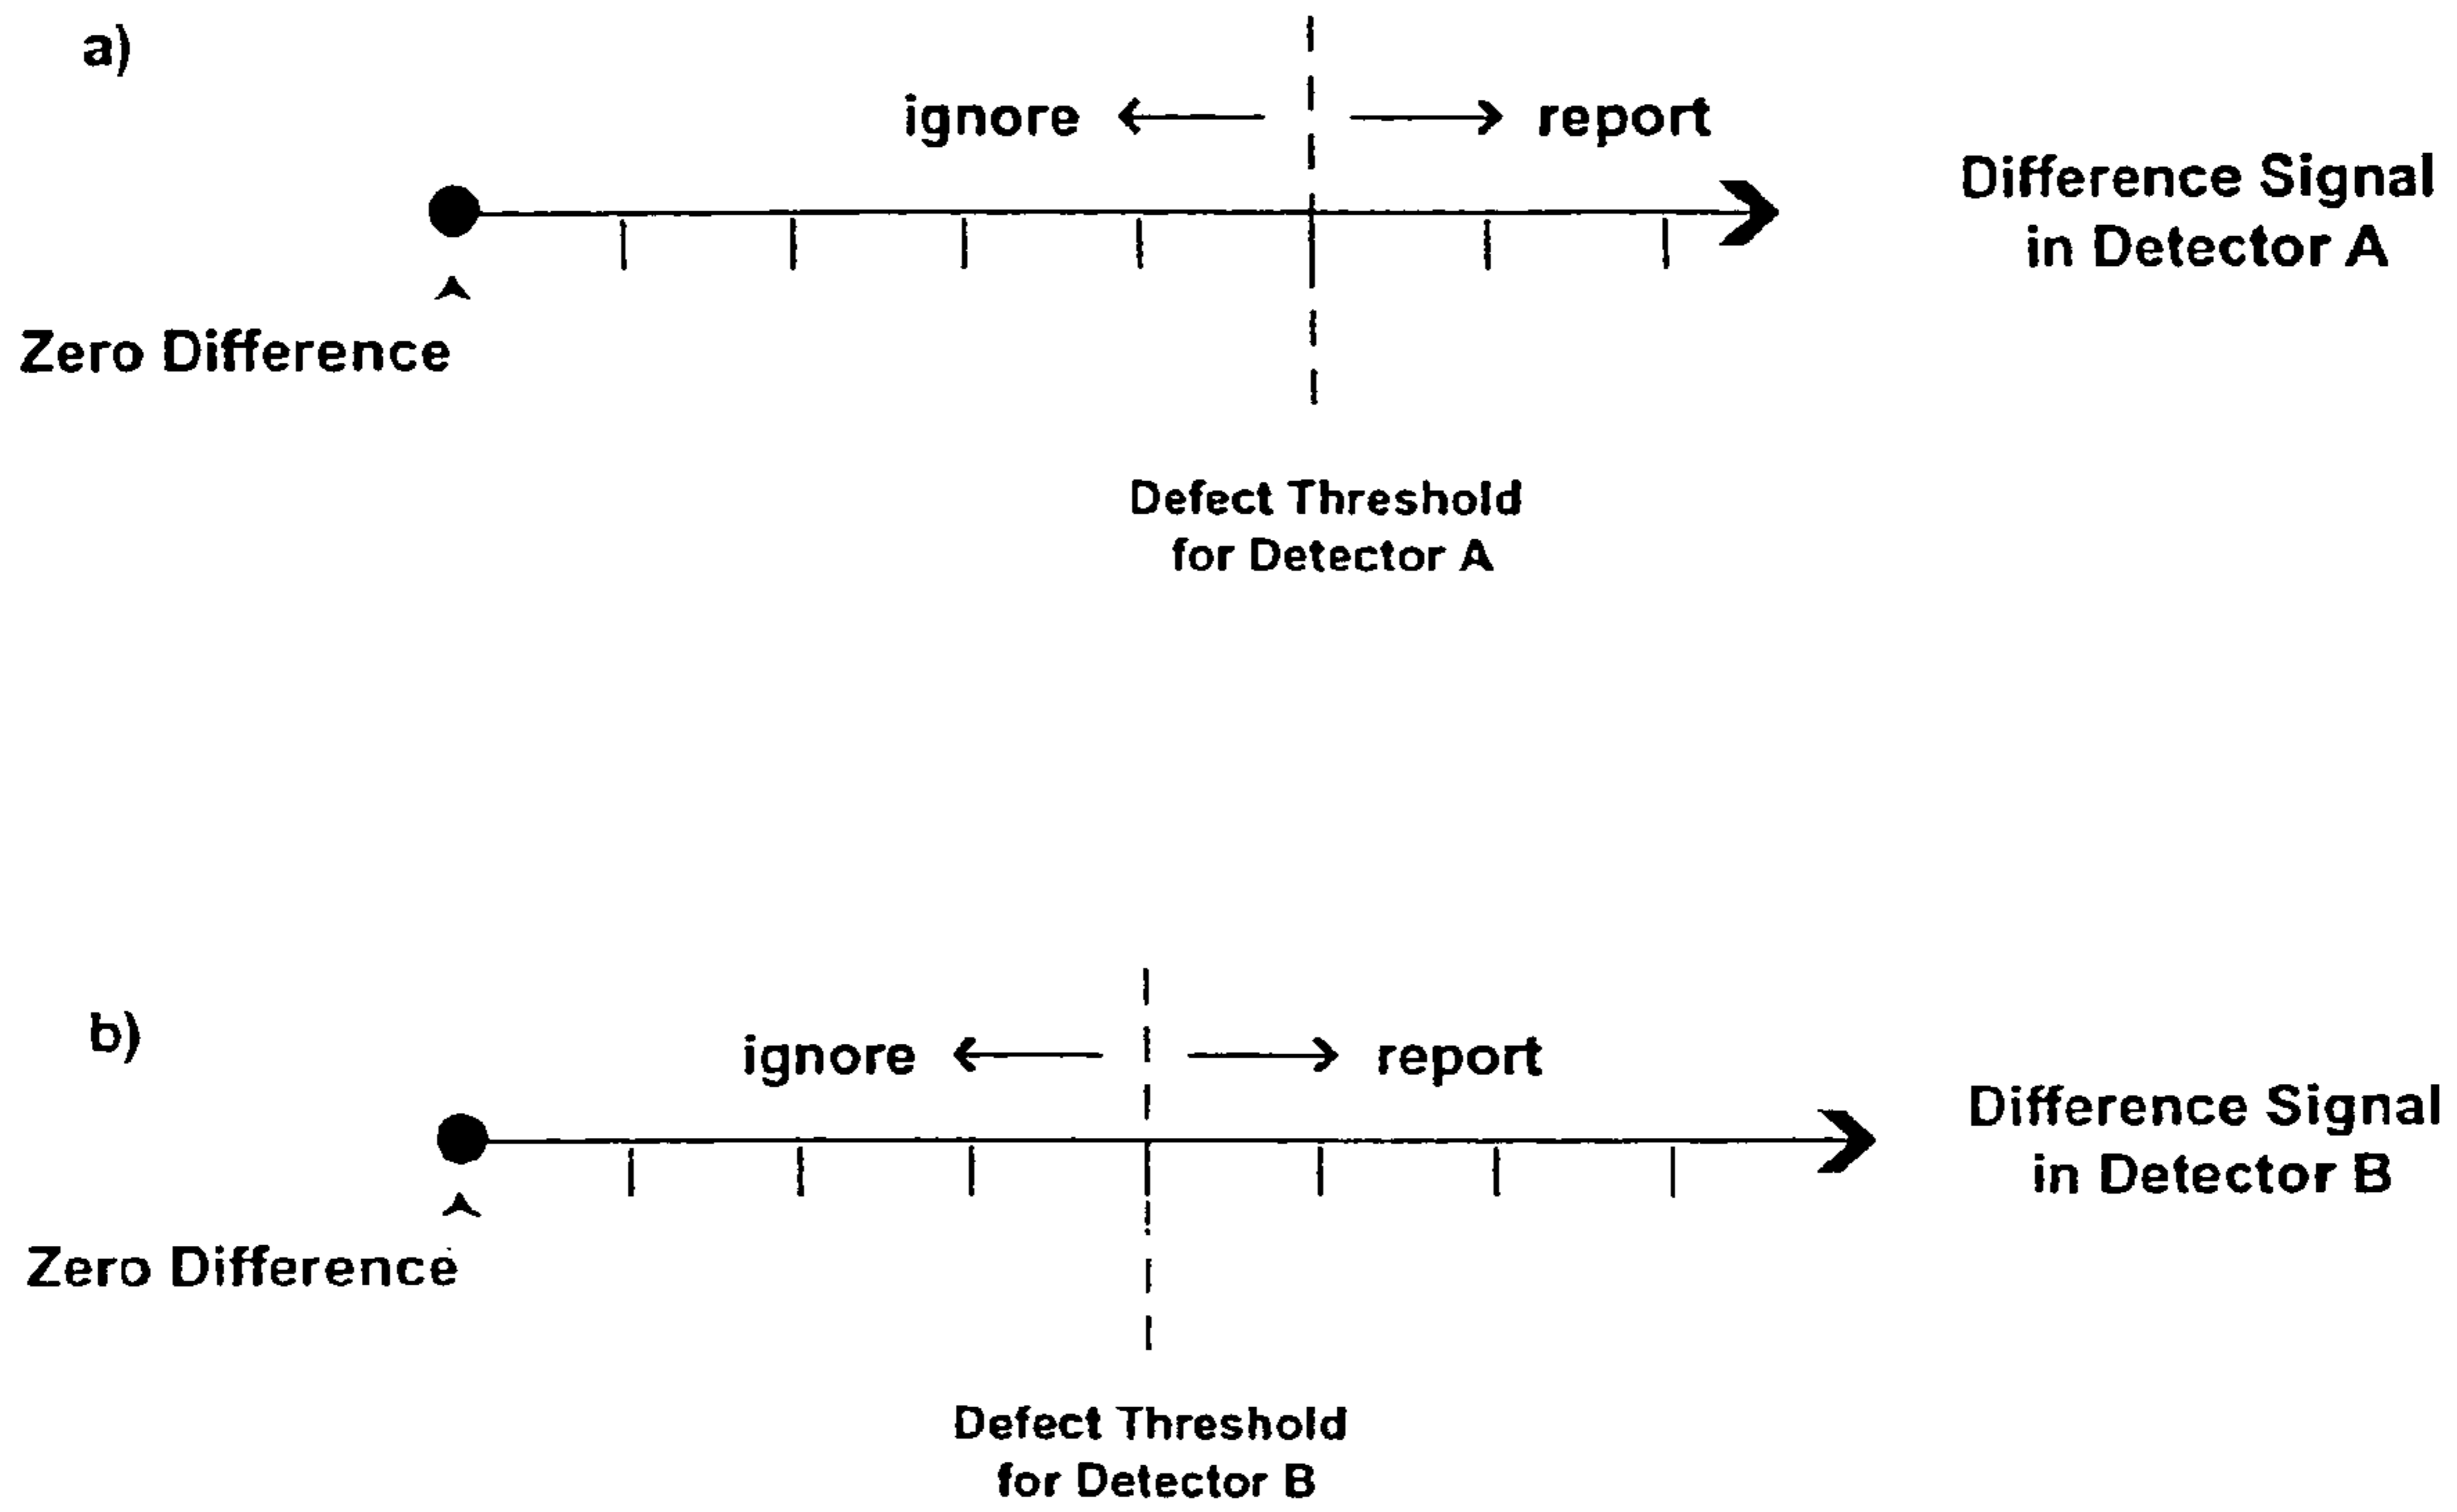 a)
ignore
report
Difference Signal
in Detector A
Zero Difference
Defect Threshold
for Detector A
b)
ignore
report
Difference Signal
in Detector B
Zero Difference
Defect Threshold
for Detector B